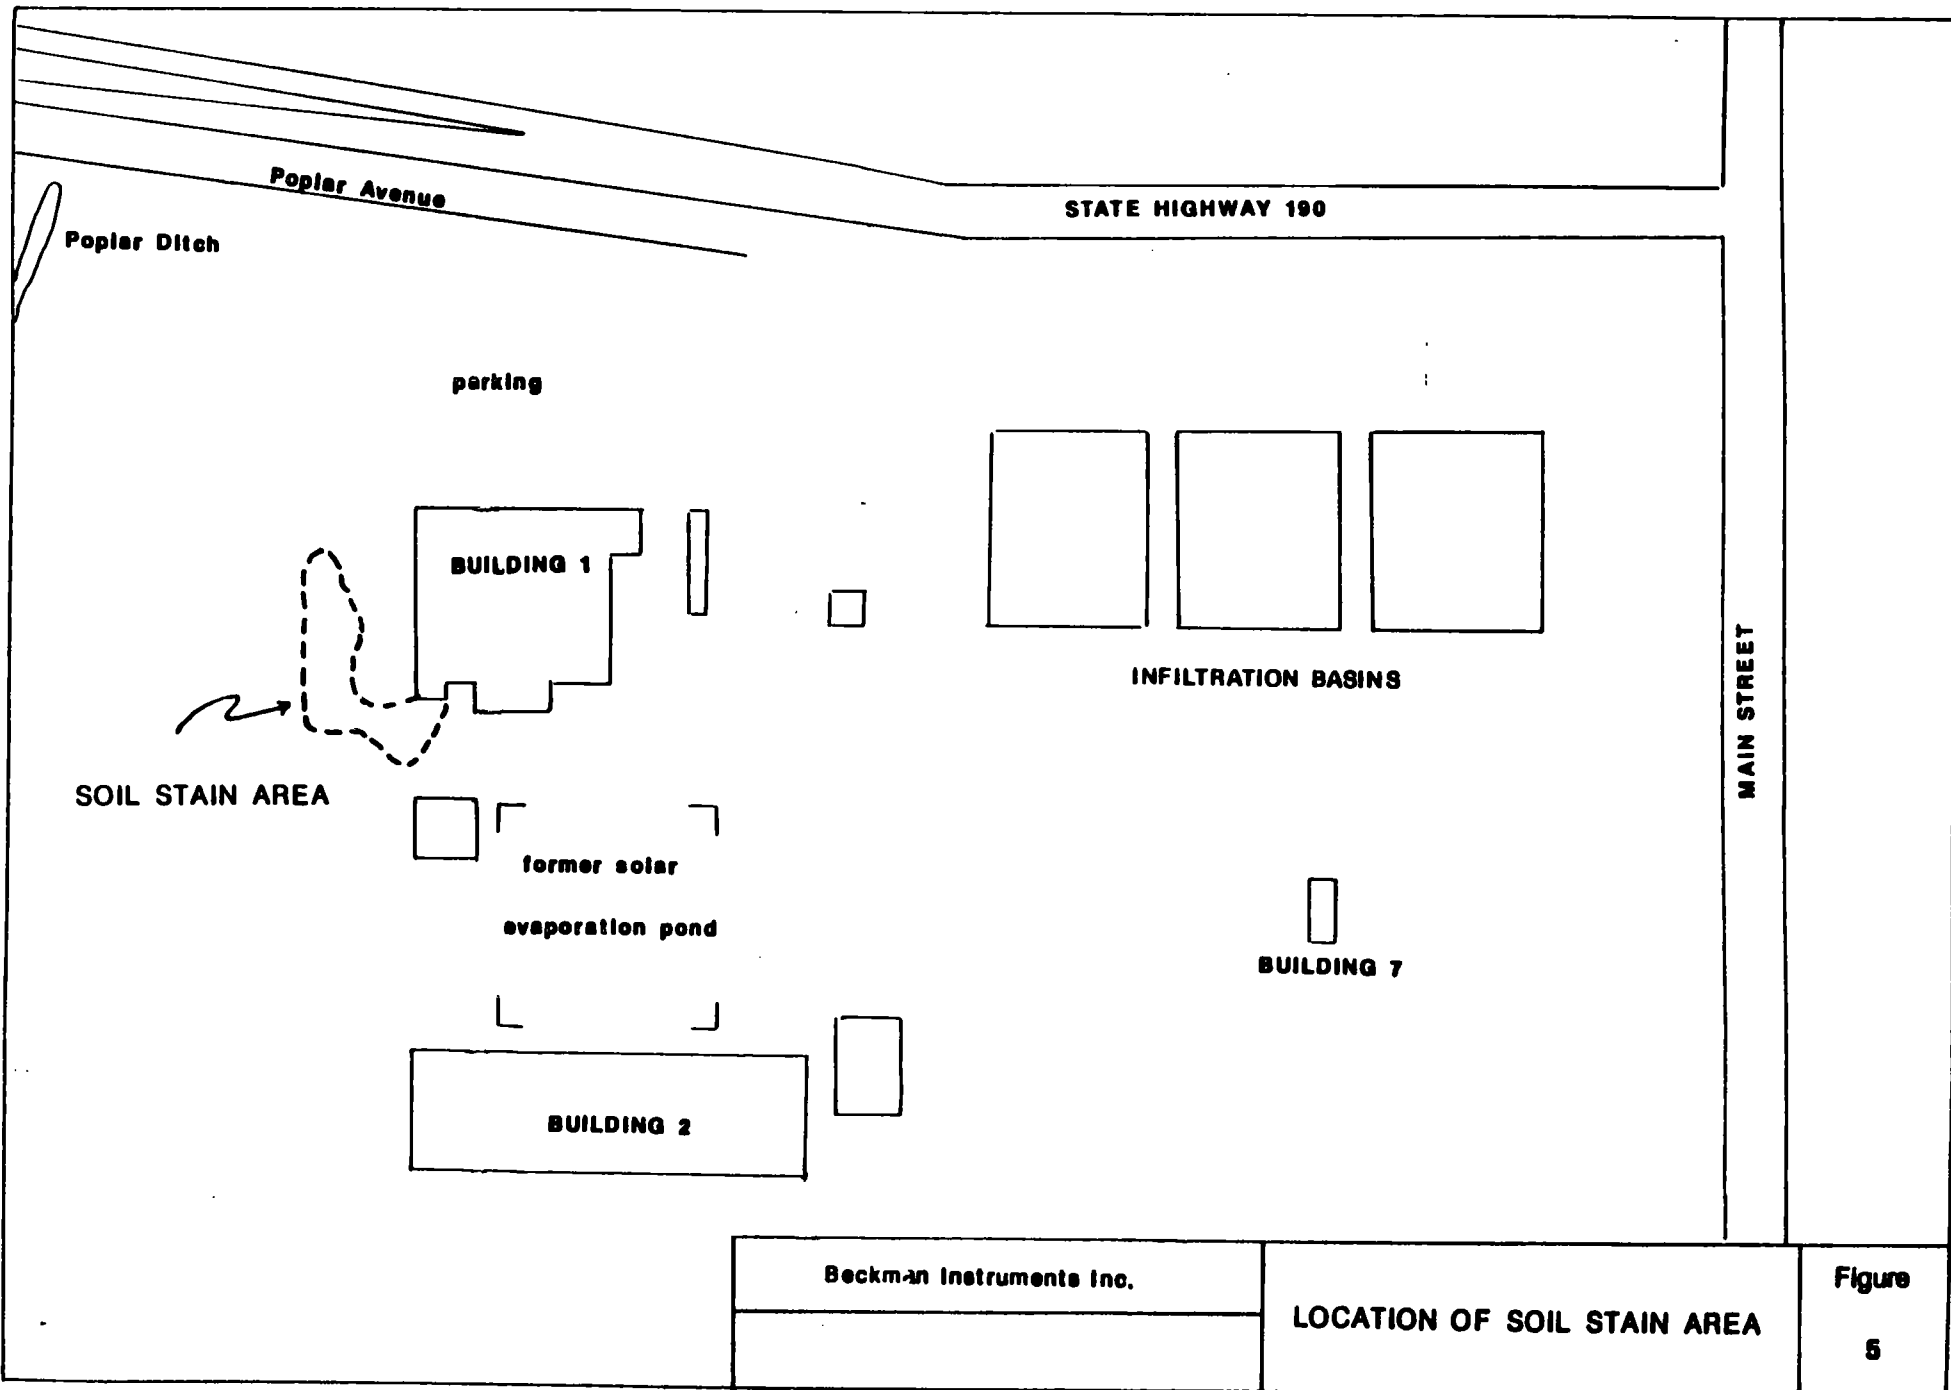 Poplar Avenue
STATE HIGHWAY 190
Poplar Ditch
parking
BUILDING 1
INFILTRATION BASINS
MAIN STREET
SOIL STAIN AREA
former solar
evaporation pond
BUILDING 7
BUILDING 2
Beckman Instruments Inc.
LOCATION OF SOIL STAIN AREA
Figure
5